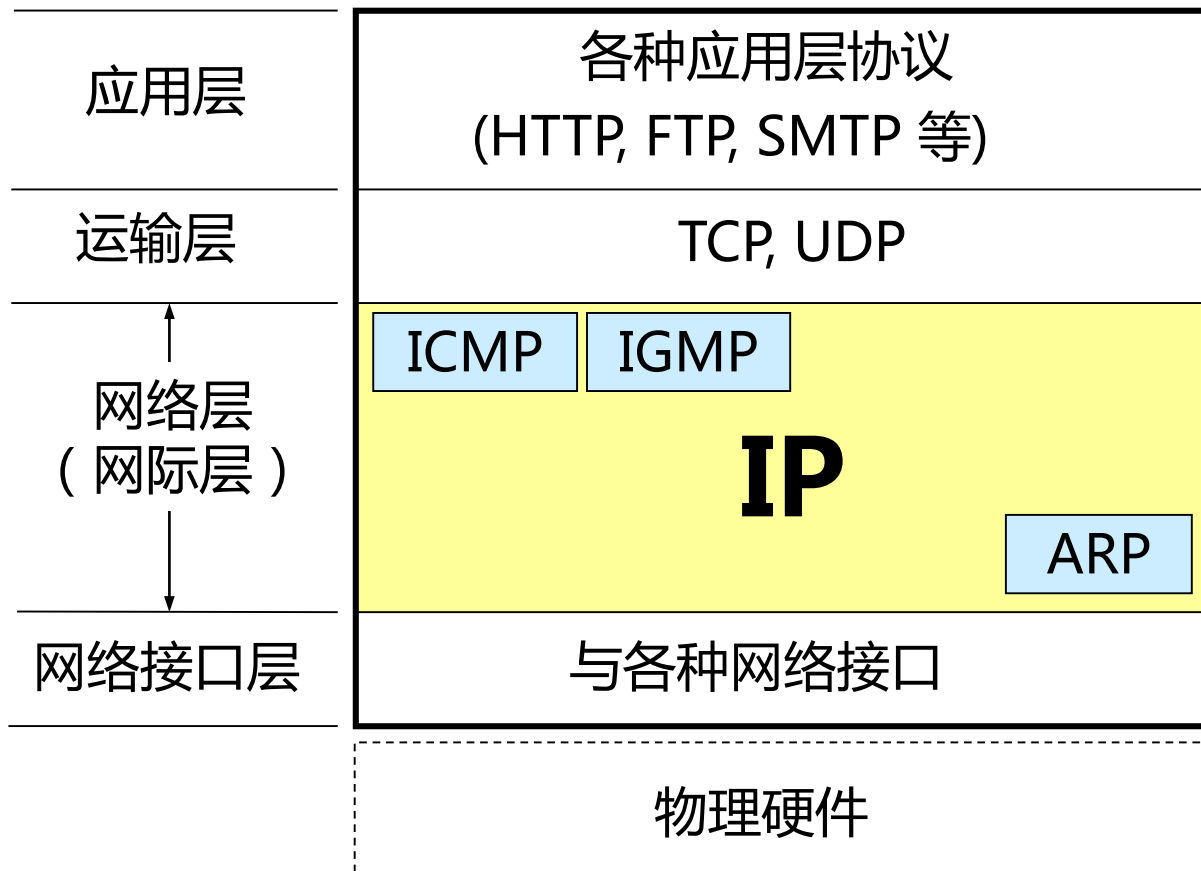 应用层
各种应用层协议
(HTTP, FTP, SMTP 等)
运输层
TCP, UDP
ICMP
IGMP
网络层
（网际层）
IP
ARP
网络接口层
与各种网络接口
物理硬件